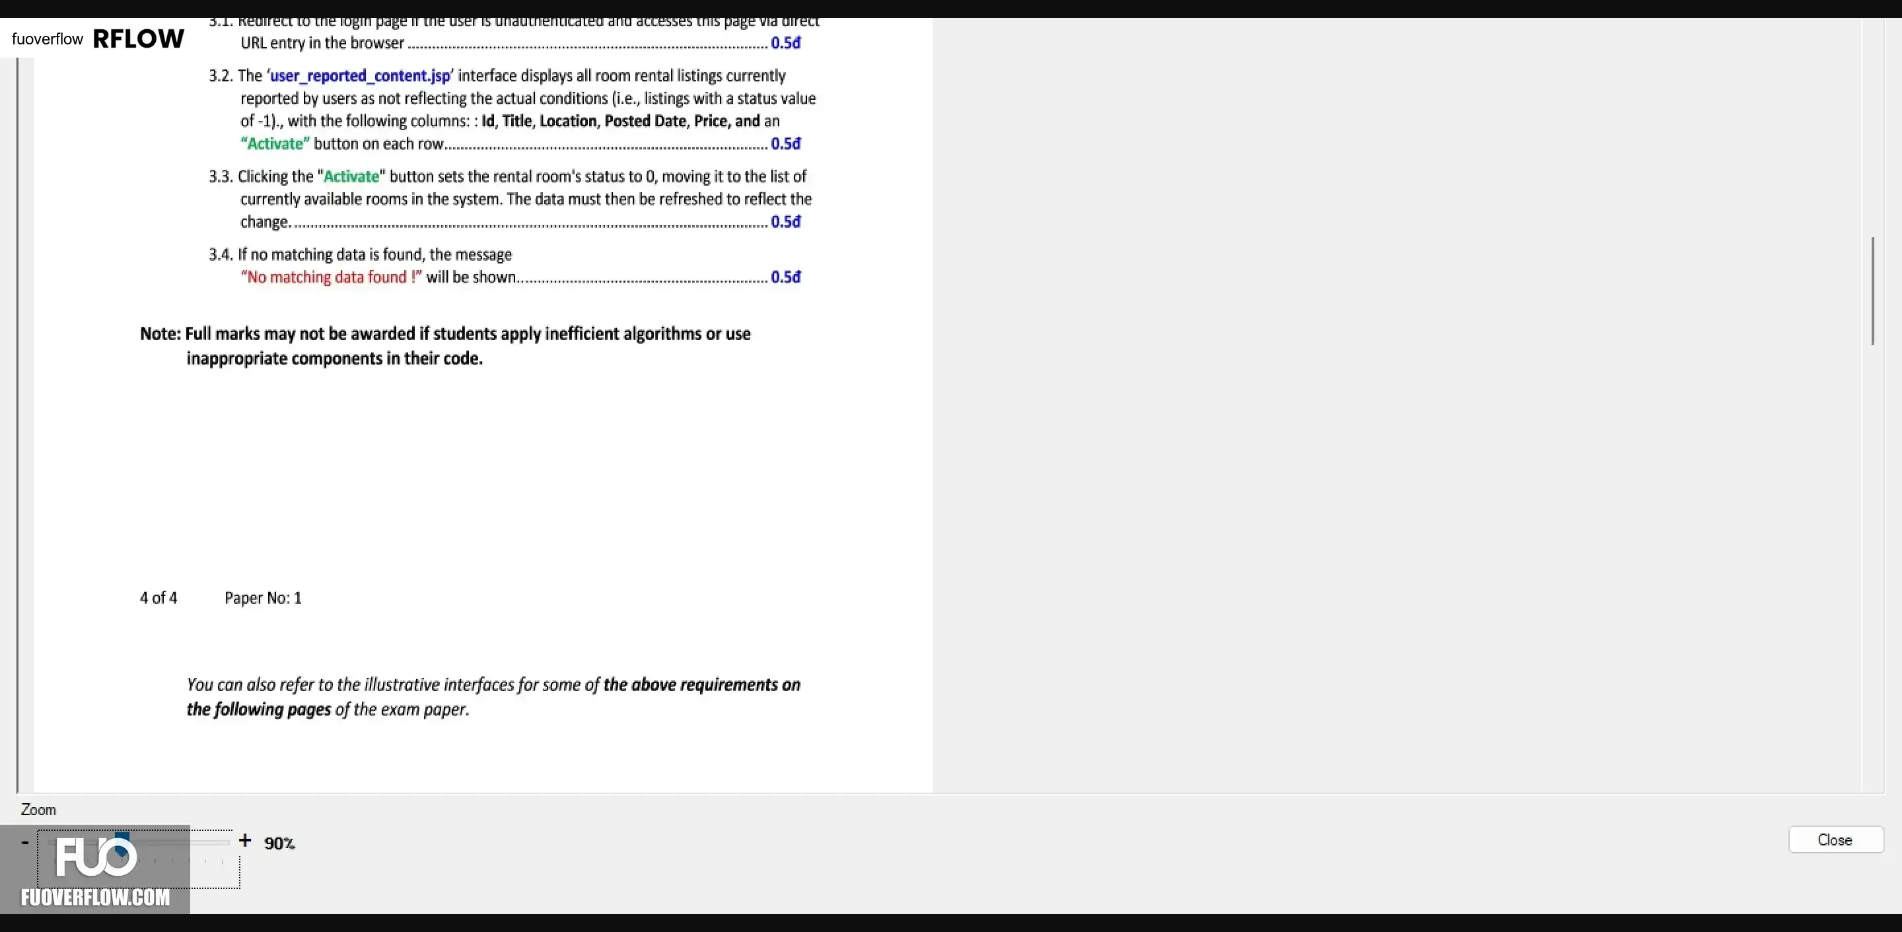 3.1. Redirect to the login page if the user is unauthenticated and accesses this page via direct
fuoverflow RFLOW
URL entry in the browser ........................................................................................ 0.5đ
3.2. The ‘user_reported_content.jsp’ interface displays all room rental listings currently
reported by users as not reflecting the actual conditions (i.e., listings with a status value
of -1)., with the following columns: : Id, Title, Location, Posted Date, Price, and an
“Activate” button on each row............................................................................... 0.5đ
3.3. Clicking the "Activate" button sets the rental room's status to 0, moving it to the list of
currently available rooms in the system. The data must then be refreshed to reflect the
change..................................................................................................................... 0.5đ
3.4. If no matching data is found, the message
“No matching data found !” will be shown............................................................. 0.5đ
Note: Full marks may not be awarded if students apply inefficient algorithms or use
inappropriate components in their code.
4 of 4 Paper No: 1
You can also refer to the illustrative interfaces for some of the above requirements on
the following pages of the exam paper.
Zoom
- + 90%
Close
FUO
FUOVERFLOW.COM